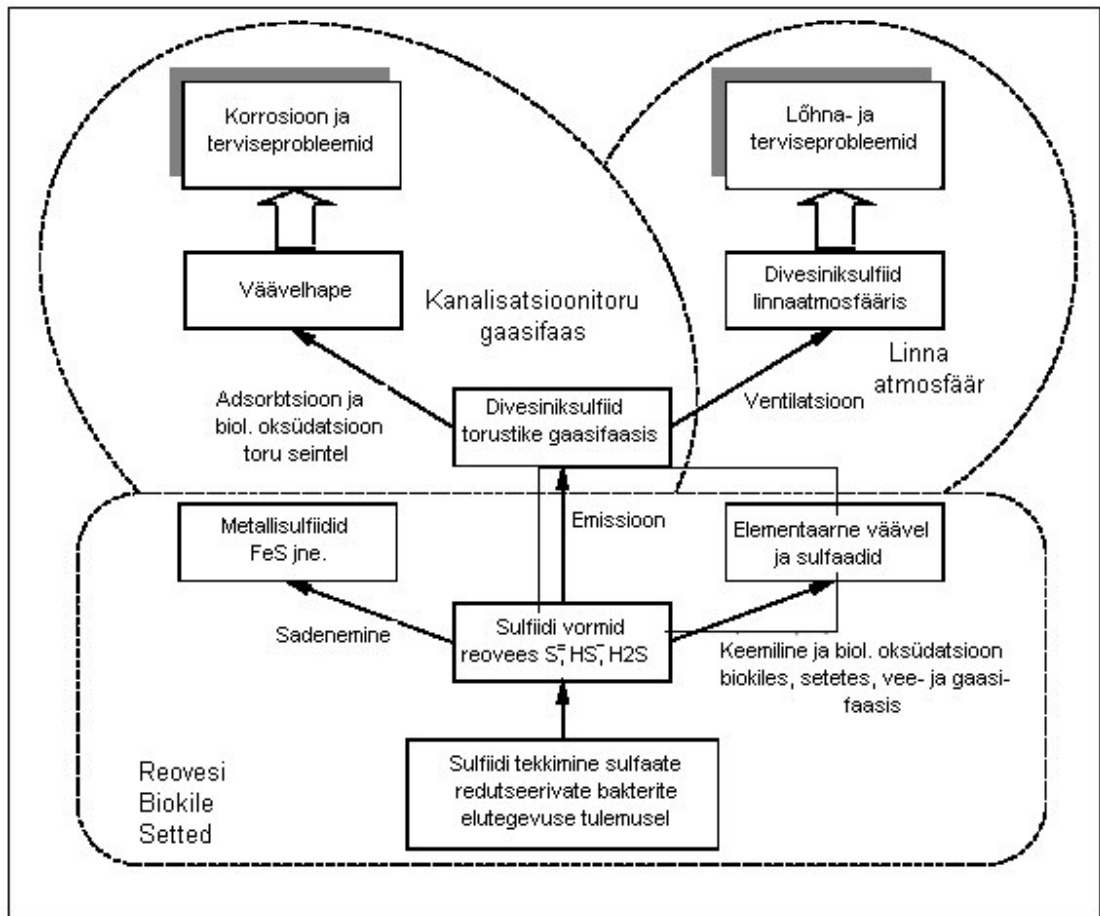 Korrosioon ja
terviseprobleemid
Lõhna- ja
terviseprobleemid
Väävelhape
Kanalisatsioonitoru
gaasifaas
Divesiniksulfiid
linnaatmosfääris
Linna
atmosfäär
Adsorbtsioon ja
biol. oksüdatsioon
toru seintel
Divesiniksulfiid
torustike gaasifaasis
Ventilatsioon
Metallisulfiidid
FeS jne.
Emissioon
Elementaarne väävel
ja sulfaadid
Sadenemine
Sulfiidi vormid
reovees S⁼, HS⁻, H2S
Keemiline ja biol. oksüdatsioon
biokiles, setetes, vee- ja gaasi-
faasis
Sulfiidi tekkimine sulfaate
redutseerivate bakterite
elutegevuse tulemusel
Reovesi
Biokile
Setted